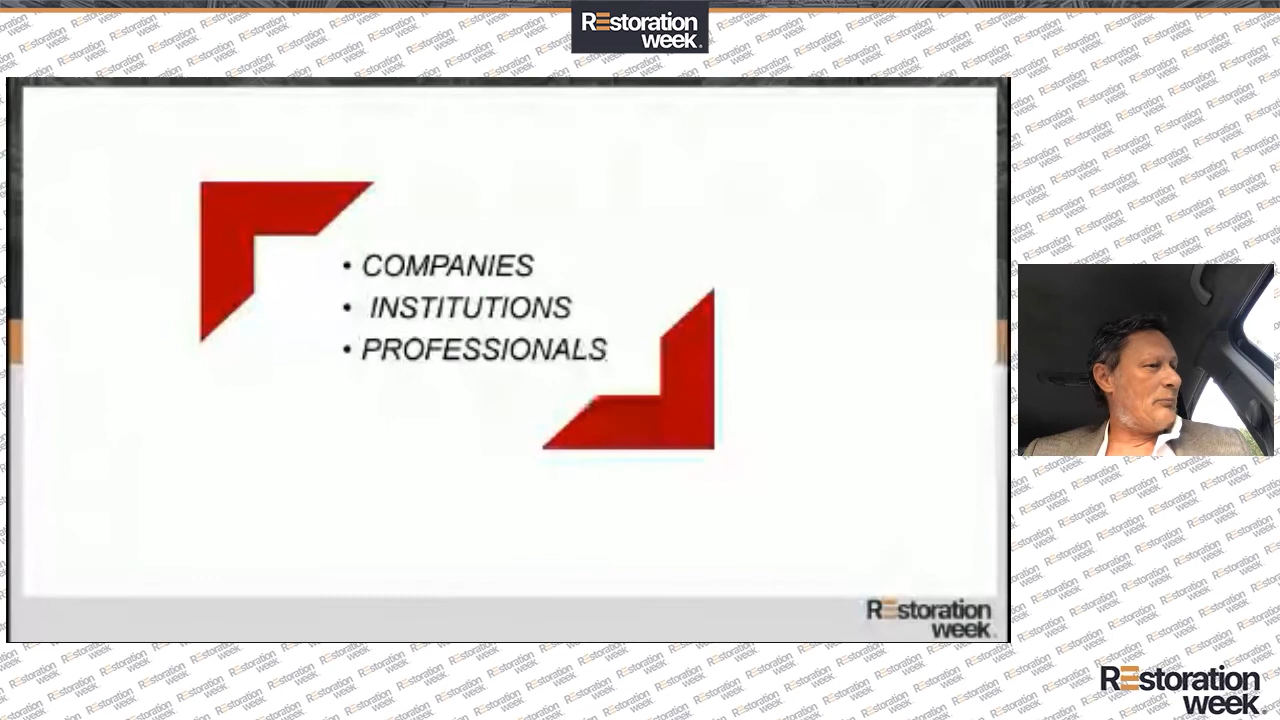 REstoration
week.
• COMPANIES
• INSTITUTIONS
• PROFESSIONALS
REstoration
week.
REstoration
week.